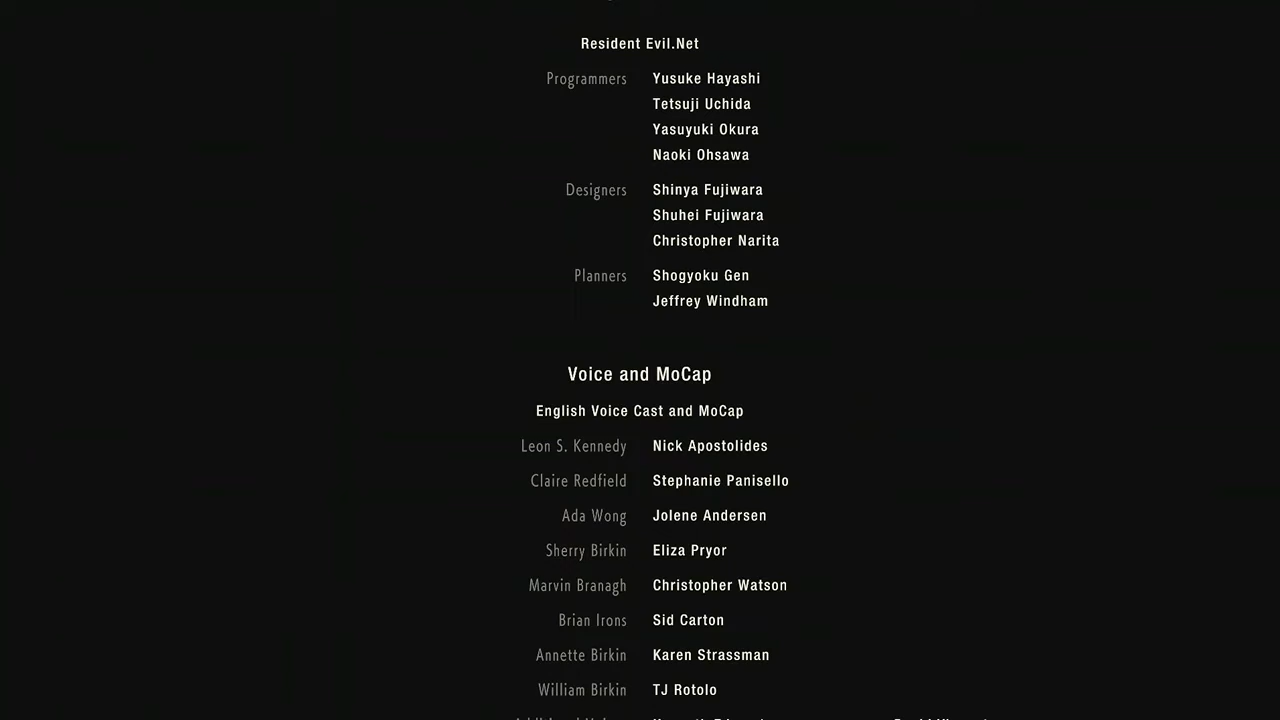 Resident Evil.Net
Programmers Yusuke Hayashi
Tetsuji Uchida
Yasuyuki Okura
Naoki Ohsawa
Designers Shinya Fujiwara
Shuhei Fujiwara
Christopher Narita
Planners Shogyoku Gen
Jeffrey Windham
Voice and MoCap
English Voice Cast and MoCap
Leon S. Kennedy Nick Apostolides
Claire Redfield Stephanie Panisello
Ada Wong Jolene Andersen
Sherry Birkin Eliza Pryor
Marvin Branagh Christopher Watson
Brian Irons Sid Carton
Annette Birkin Karen Strassman
William Birkin TJ Rotolo